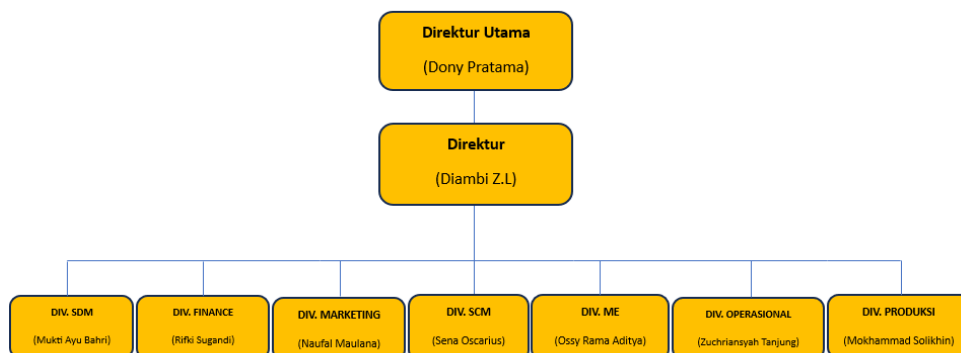 Direktur Utama
(Dony Pratama)
Direktur
(Diambi Z.L)
DIV. SDM
(Mukti Ayu Bahri)
DIV. FINANCE
(Rifki Sugandi)
DIV. MARKETING
(Naufal Maulana)
DIV. SCM
(Sena Oscarius)
DIV. ME
(Ossy Rama Aditya)
DIV. OPERASIONAL
(Zuchriansyah Tanjung)
DIV. PRODUKSI
(Mokhammad Solikhin)